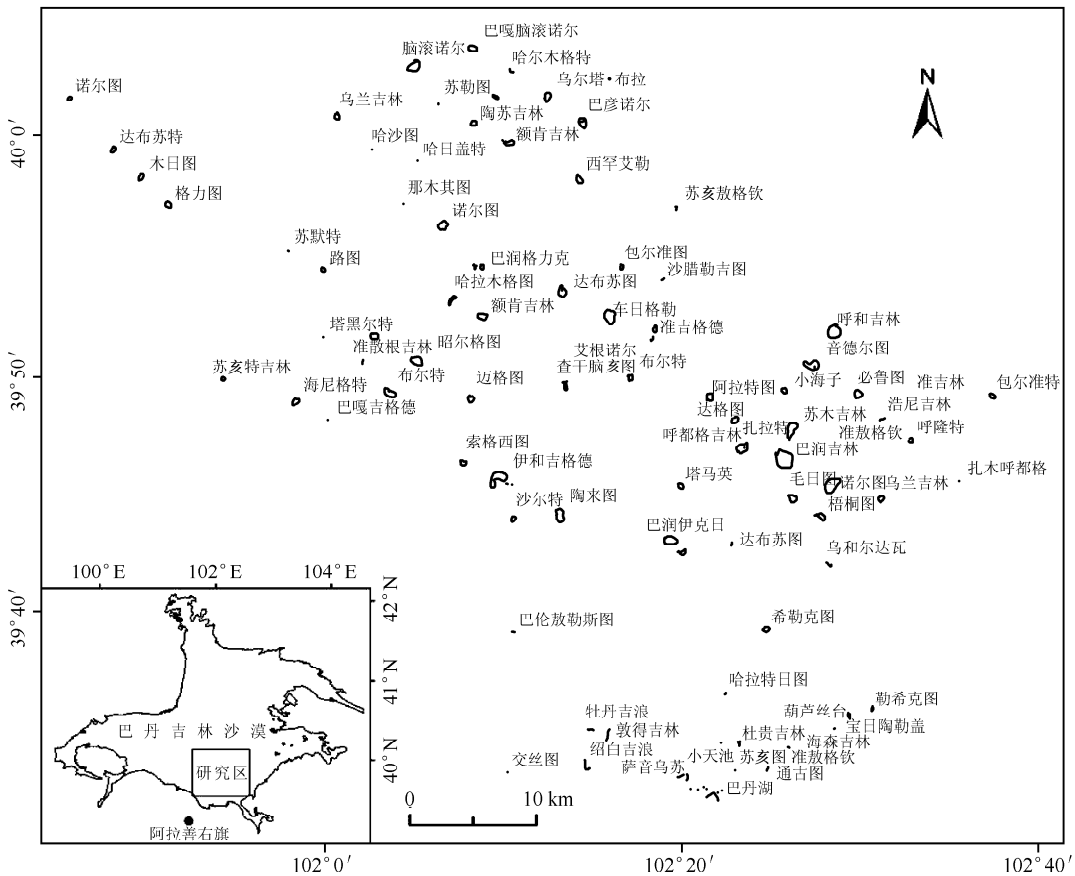 巴嘎脑滚诺尔
脑滚诺尔
哈尔木格特
诺尔图
乌兰吉林
苏勒图
乌尔塔·布拉
陶苏吉林
巴彦诺尔
N
40°0′
达布苏特
哈沙图
哈日盖特
额肯吉林
木日图
西罕艾勒
格力图
那木其图
苏亥敖格钦
诺尔图
苏默特
路图
巴润格力克
包尔准图
沙腊勒吉图
哈拉木格图
达布苏图
额肯吉林
车日格勒
准吉格德
呼和吉林
塔黑尔特
昭尔格图
准散根吉林
艾根诺尔
音德尔图
39°50′
苏亥特吉林
布尔特
迈格图
查干脑亥图
布尔特
海尼格特
巴嘎吉格德
阿拉特图
小海子
必鲁图
准吉林
包尔准特
达格图
苏木吉林
浩尼吉林
呼都格吉林
扎拉特
准敖格钦
呼隆特
索格西图
伊和吉格德
巴润吉林
塔马英
毛日图
诺尔图
乌兰吉林
扎木呼都格
沙尔特
陶来图
梧桐图
巴润伊克日
达布苏图
乌和尔达瓦
39°40′
巴伦敖勒斯图
希勒克图
哈拉特日图
勒希克图
牡丹吉浪
敦得吉林
葫芦丝台
宝日陶勒盖
杜贵吉林
海森吉林
绍白吉浪
小天池
苏亥图
准敖格钦
交丝图
萨音乌苏
通古图
巴丹湖
0
10 km
100°E
102°E
104°E
42°N
41°N
40°N
巴丹吉林沙漠
研究区
阿拉善右旗
102°0′
102°20′
102°40′